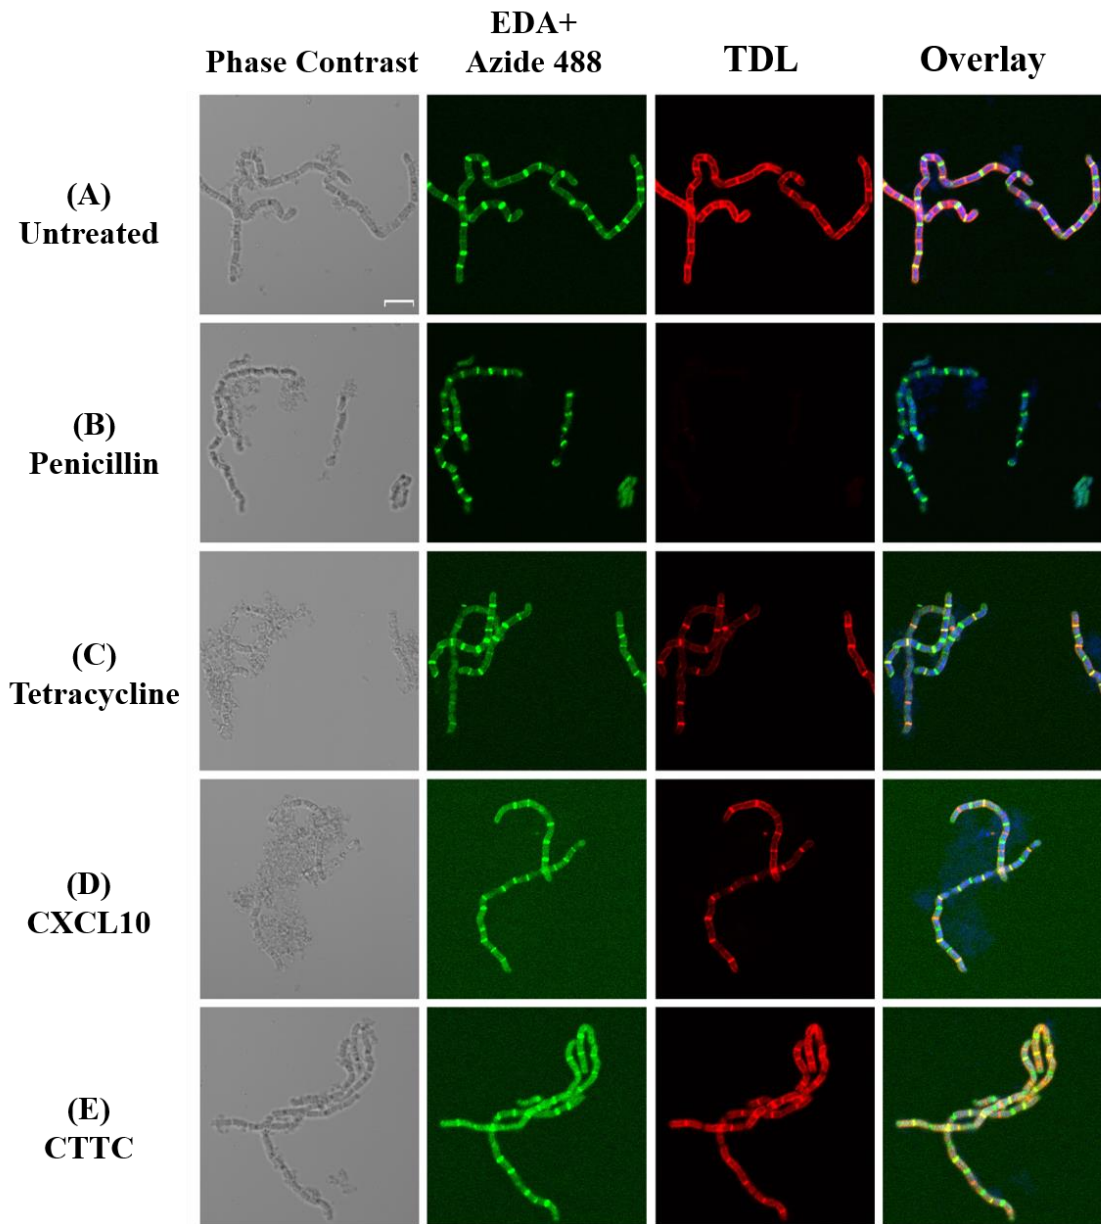 EDA+
Phase Contrast Azide 488 TDL Overlay
(A)
Untreated
(B)
Penicillin
(C)
Tetracycline
(D)
CXCL10
(E)
CTTC